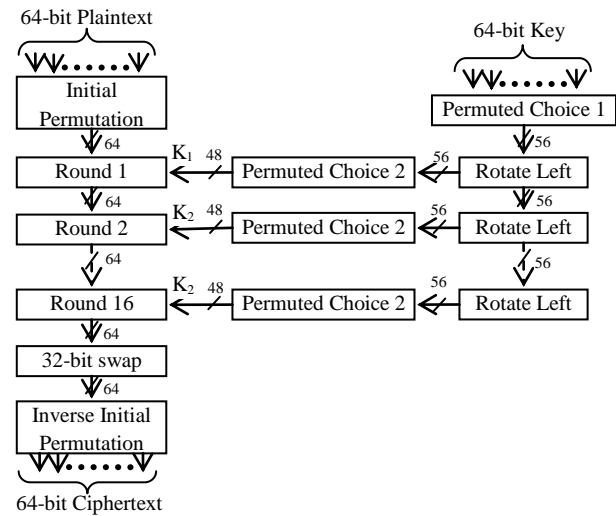 64-bit Plaintext
64-bit Key
Initial
Permutation
Permuted Choice 1
64
56
Round 1
K1
48
Permuted Choice 2
56
Rotate Left
64
56
Round 2
K2
48
Permuted Choice 2
56
Rotate Left
64
56
Round 16
K2
48
Permuted Choice 2
56
Rotate Left
64
32-bit swap
64
Inverse Initial
Permutation
64-bit Ciphertext